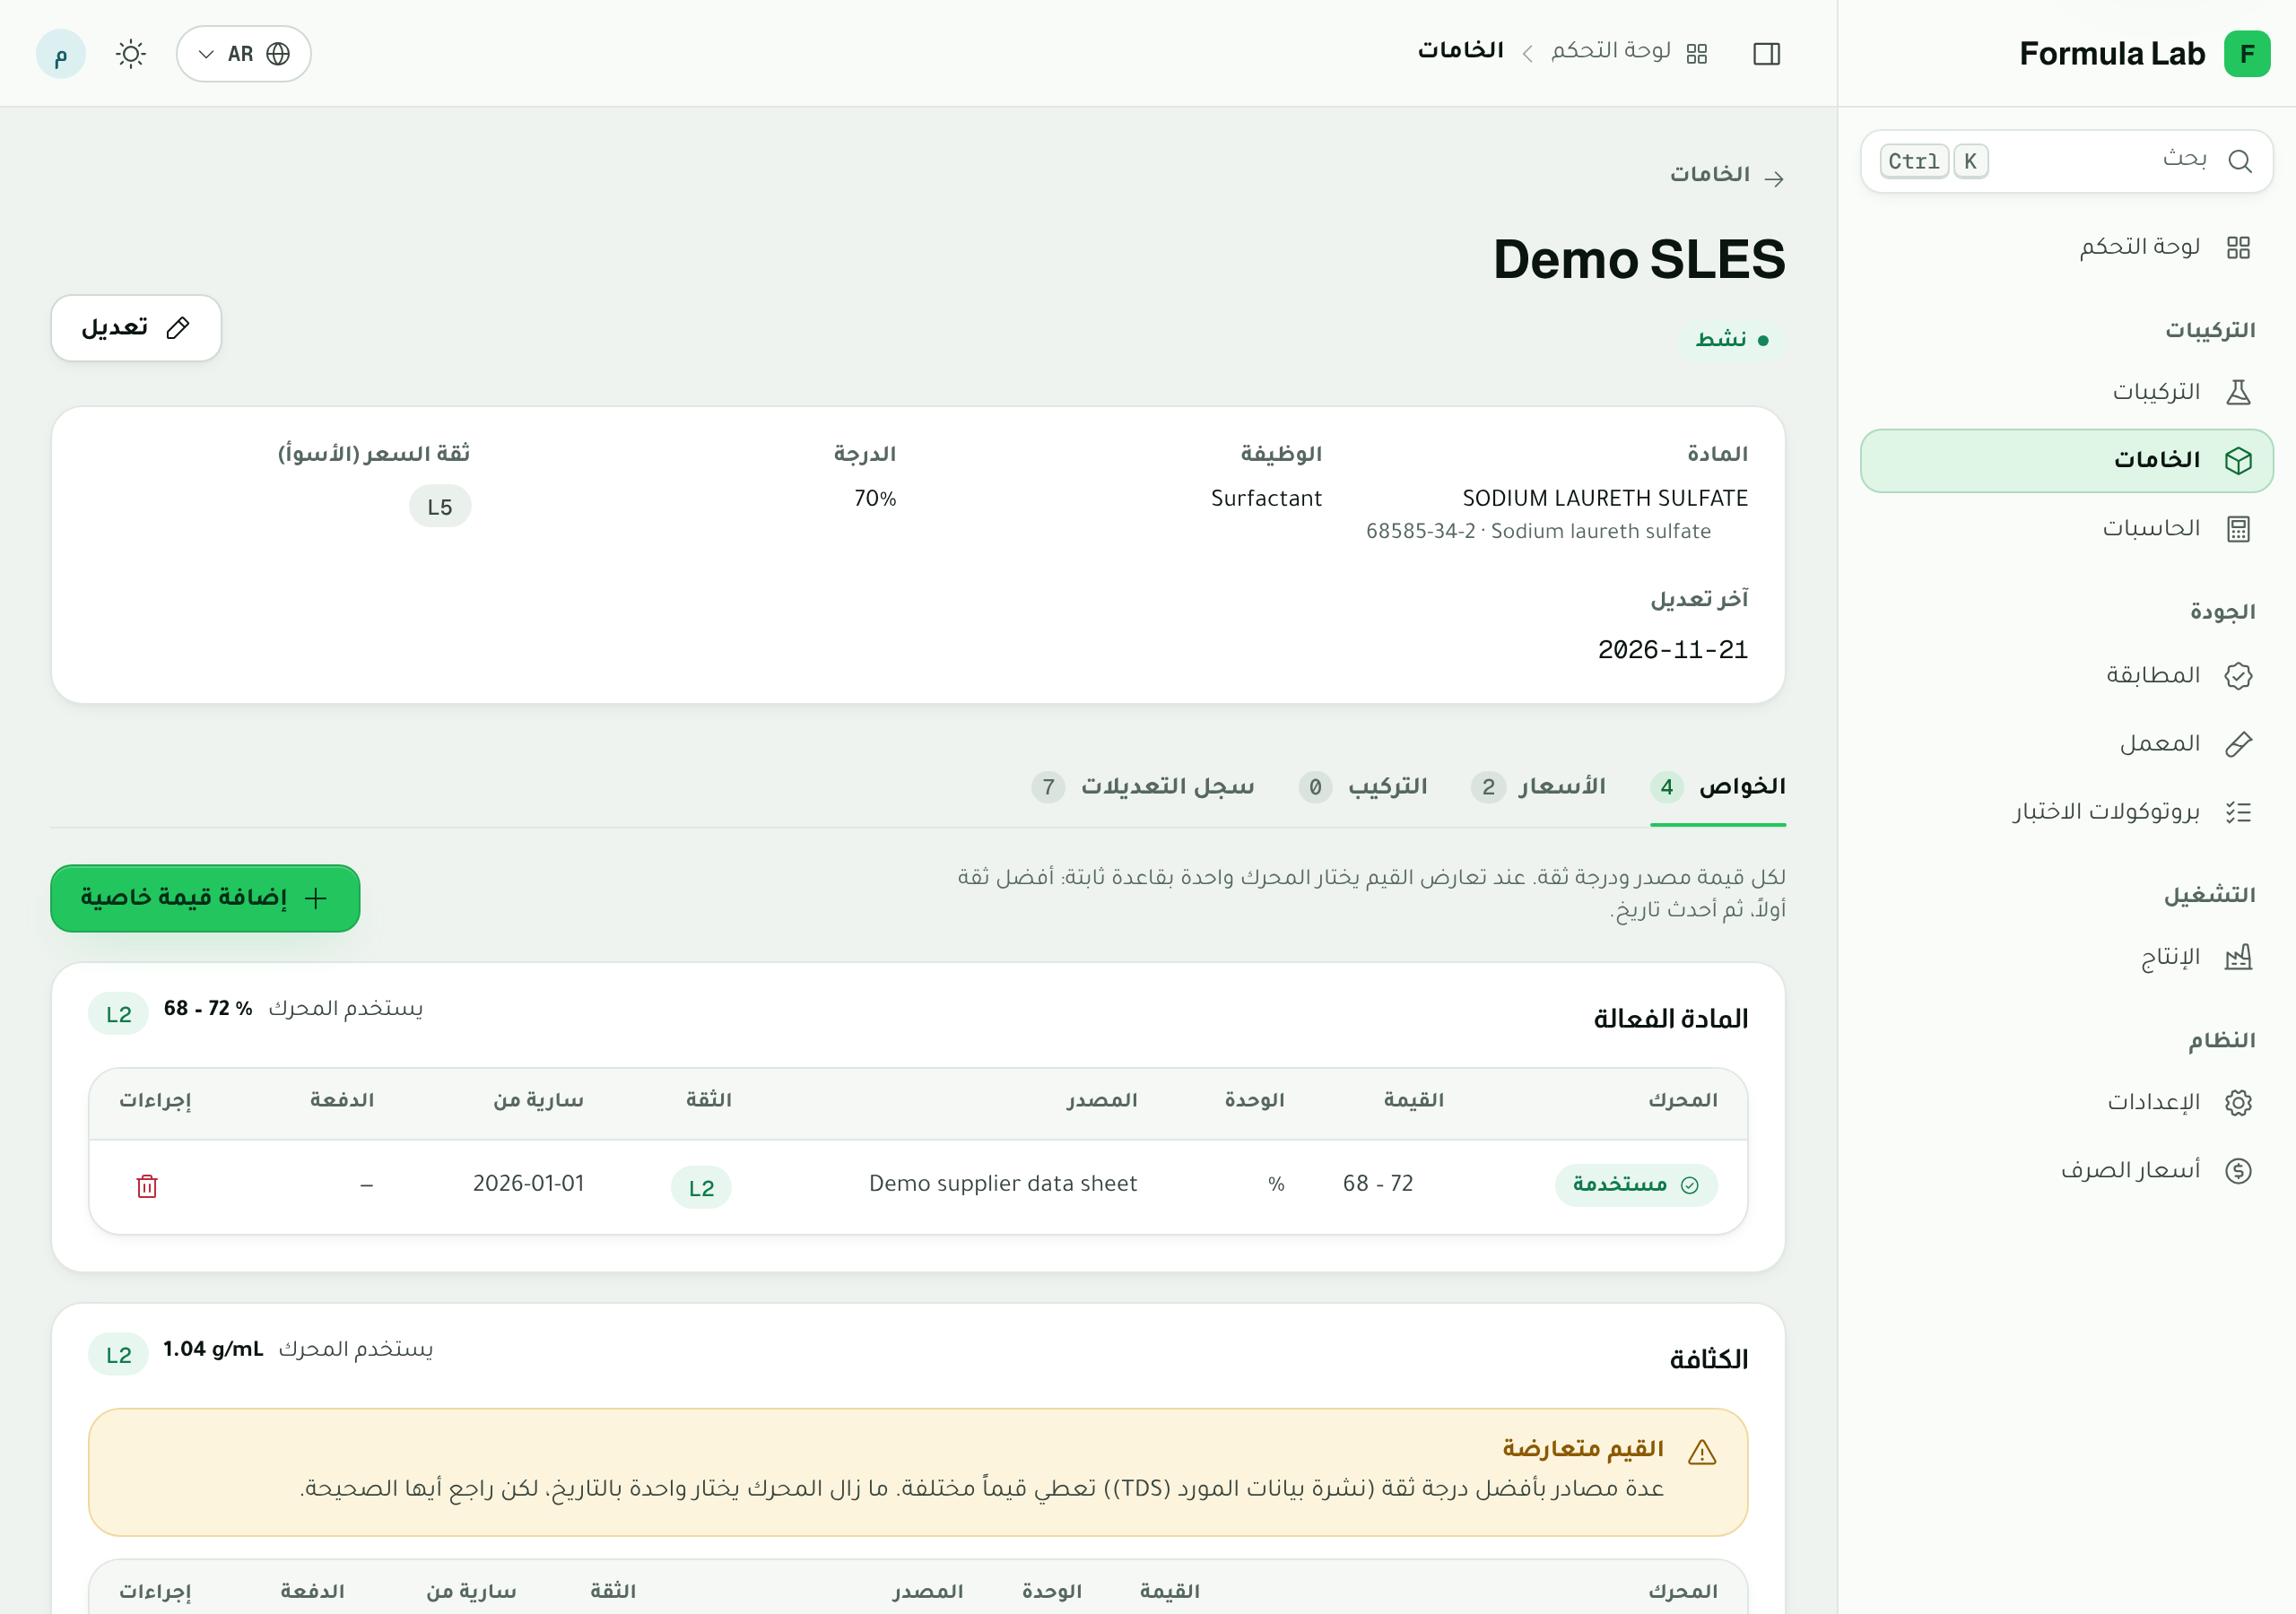 F Formula Lab
بحث Ctrl K
لوحة التحكم
التركيبات
التركيبات
الخامات
الحاسبات
الجودة
المطابقة
المعمل
بروتوكولات الاختبار
التشغيل
الإنتاج
النظام
الإعدادات
أسعار الصرف
لوحة التحكم الخامات
AR
م
الخامات
Demo SLES
نشط
تعديل
المادة الوظيفة الدرجة ثقة السعر (الأسوأ)
SODIUM LAURETH SULFATE Surfactant 70% L5
68585-34-2 · Sodium laureth sulfate
آخر تعديل
2026-11-21
الخواص 4 الأسعار 2 التركيب 0 سجل التعديلات 7
لكل قيمة مصدر ودرجة ثقة. عند تعارض القيم يختار المحرك واحدة بقاعدة ثابتة: أفضل ثقة
أولاً، ثم أحدث تاريخ.
إضافة قيمة خاصية
المادة الفعالة
يستخدم المحرك 68 - 72 % L2
المحرك القيمة الوحدة المصدر الثقة سارية من الدفعة إجراءات
مستخدمة 68 - 72 % Demo supplier data sheet L2 2026-01-01 –
الكثافة
يستخدم المحرك 1.04 g/mL L2
القيم متعارضة
عدة مصادر بأفضل درجة ثقة (نشرة بيانات المورد (TDS)) تعطي قيماً مختلفة. ما زال المحرك يختار واحدة بالتاريخ، لكن راجع أيها الصحيحة.
المحرك القيمة الوحدة المصدر الثقة سارية من الدفعة إجراءات